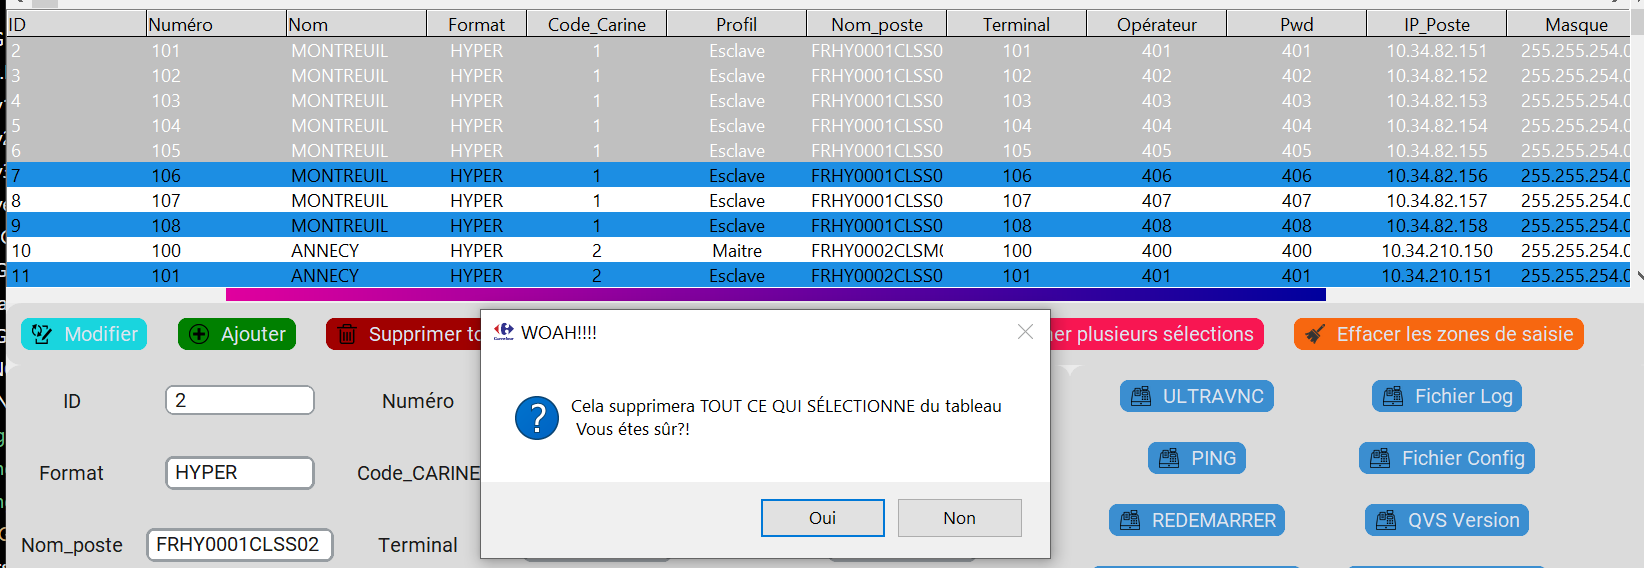 ID Numéro Nom Format Code_Carine Profil Nom_poste Terminal Opérateur Pwd IP_Poste Masque
2 101 MONTREUIL HYPER 1 Esclave FRHY0001CLSS0 101 401 401 10.34.82.151 255.255.254.0
3 102 MONTREUIL HYPER 1 Esclave FRHY0001CLSS0 102 402 402 10.34.82.152 255.255.254.0
4 103 MONTREUIL HYPER 1 Esclave FRHY0001CLSS0 103 403 403 10.34.82.153 255.255.254.0
5 104 MONTREUIL HYPER 1 Esclave FRHY0001CLSS0 104 404 404 10.34.82.154 255.255.254.0
6 105 MONTREUIL HYPER 1 Esclave FRHY0001CLSS0 105 405 405 10.34.82.155 255.255.254.0
7 106 MONTREUIL HYPER 1 Esclave FRHY0001CLSS0 106 406 406 10.34.82.156 255.255.254.0
8 107 MONTREUIL HYPER 1 Esclave FRHY0001CLSS0 107 407 407 10.34.82.157 255.255.254.0
9 108 MONTREUIL HYPER 1 Esclave FRHY0001CLSS0 108 408 408 10.34.82.158 255.255.254.0
10 100 ANNECY HYPER 2 Maitre FRHY0002CLSM0 100 400 400 10.34.210.150 255.255.254.0
11 101 ANNECY HYPER 2 Esclave FRHY0002CLSS0 101 401 401 10.34.210.151 255.255.254.0
Modifier Ajouter Supprimer to er plusieurs sélections Effacer les zones de saisie
WOAH!!!!
Cela supprimera TOUT CE QUI SÉLECTIONNE du tableau
Vous étes sûr?!
Oui Non
ID 2 Numéro ULTRAVNC Fichier Log
Format HYPER Code_CARINE PING Fichier Config
REDEMARRER QVS Version
Nom_poste FRHY0001CLSS02 Terminal